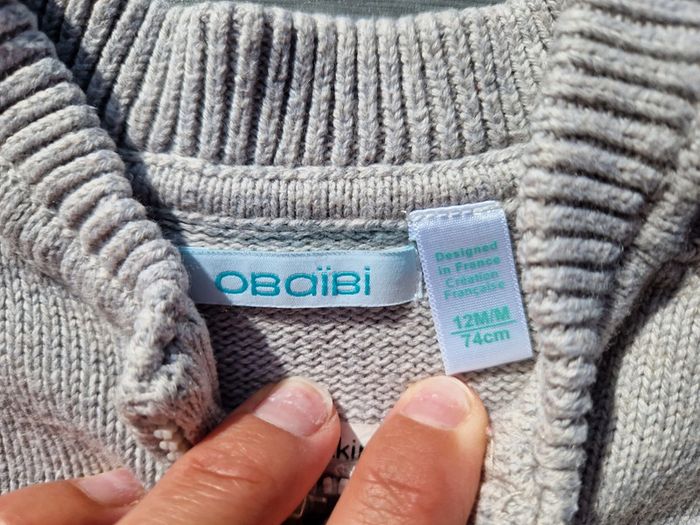 OBaïBi
Designed
in France
Création
Française
12M/M
74cm